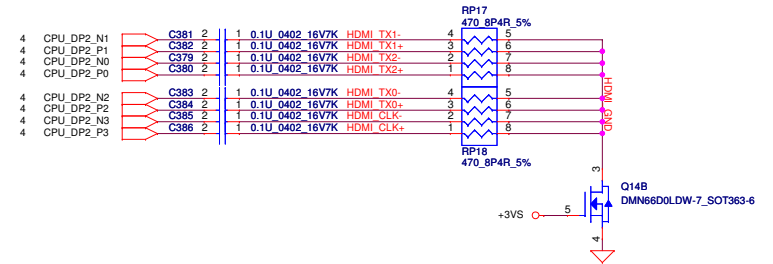 RP17
470_8P4R_5%
4 CPU_DP2_N1 C381 2 1 0.1U_0402_16V7K HDMI_TX1- 4 5
4 CPU_DP2_P1 C382 2 1 0.1U_0402_16V7K HDMI_TX1+ 3 6
4 CPU_DP2_N0 C379 2 1 0.1U_0402_16V7K HDMI_TX2- 2 7
4 CPU_DP2_P0 C380 2 1 0.1U_0402_16V7K HDMI_TX2+ 1 8
4 CPU_DP2_N2 C383 2 1 0.1U_0402_16V7K HDMI_TX0- 4 5
4 CPU_DP2_P2 C384 2 1 0.1U_0402_16V7K HDMI_TX0+ 3 6
4 CPU_DP2_N3 C385 2 1 0.1U_0402_16V7K HDMI_CLK- 2 7
4 CPU_DP2_P3 C386 2 1 0.1U_0402_16V7K HDMI_CLK+ 1 8
HDMI_GND
RP18
470_8P4R_5%
3
Q14B
DMN66D0LDW-7_SOT363-6
+3VS 5
4